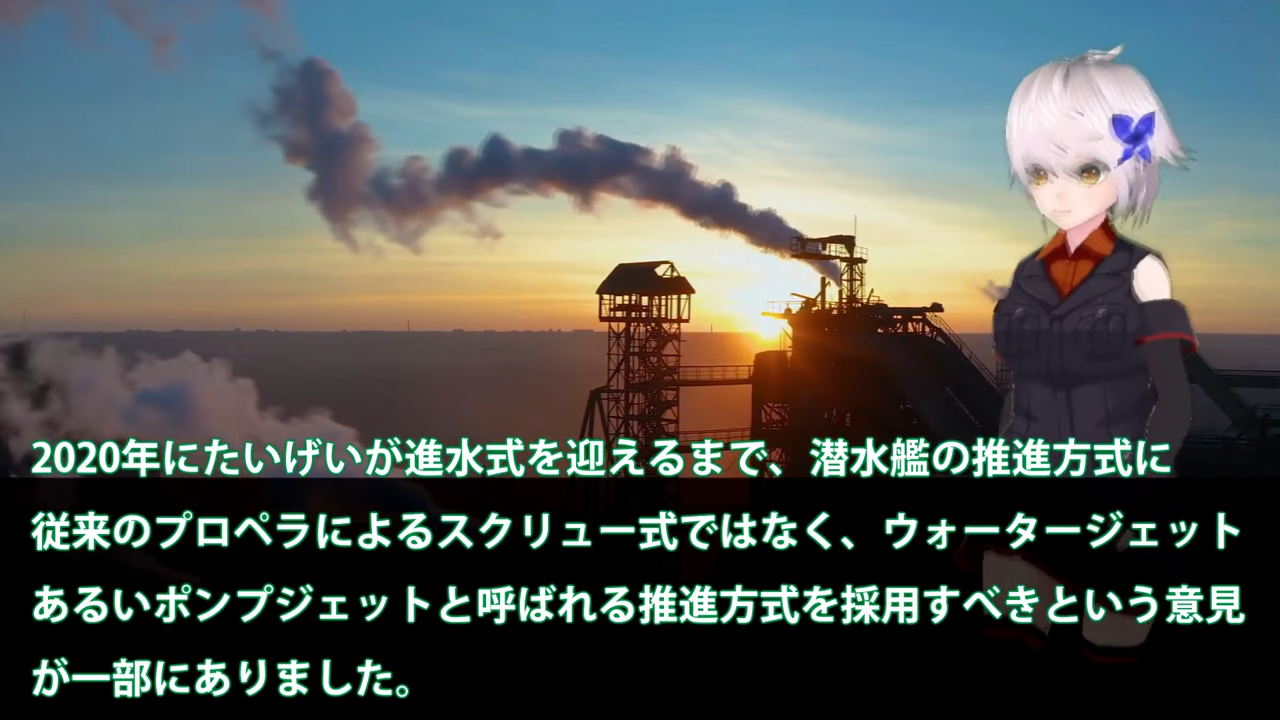 2020年にたいげいが進水式を迎えるまで、潜水艦の推進方式に
従来のプロペラによるスクリュー式ではなく、ウォータージェット
あるいポンプジェットと呼ばれる推進方式を採用すべきという意見
が一部にありました。